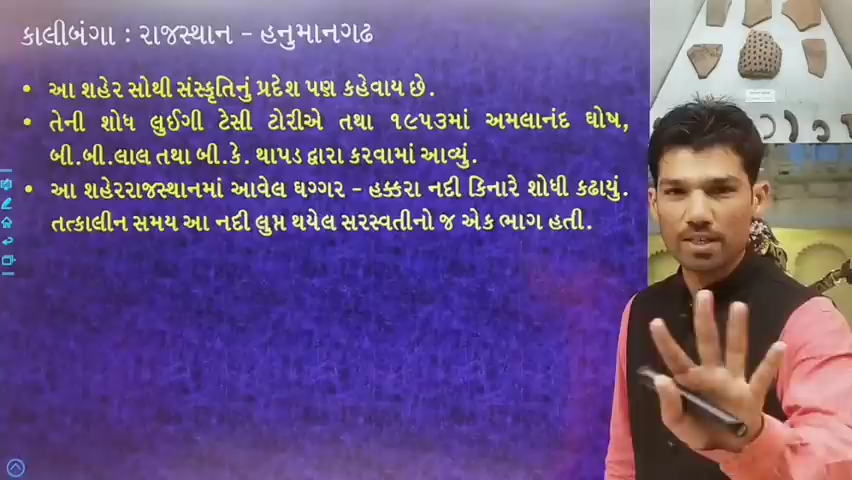 કાલીબંગા : રાજસ્થાન - હનુમાનગઢ
• આ શહેર સોથી સંસ્કૃતિનું પ્રદેશ પણ કહેવાય છે.
• તેની શોધ લુઈગી ટેસી ટોરીએ તથા ૧૯૫૩માં અમલાનંદ ઘોષ,
બી.બી.લાલ તથા બી.કે. થાપડ દ્વારા કરવામાં આવ્યું.
• આ શહેરરાજસ્થાનમાં આવેલ ઘગ્ગર - હક્કરા નદી કિનારે શોધી કઢાયું.
તત્કાલીન સમય આ નદી લુપ્ત થયેલ સરસ્વતીનો જ એક ભાગ હતી.